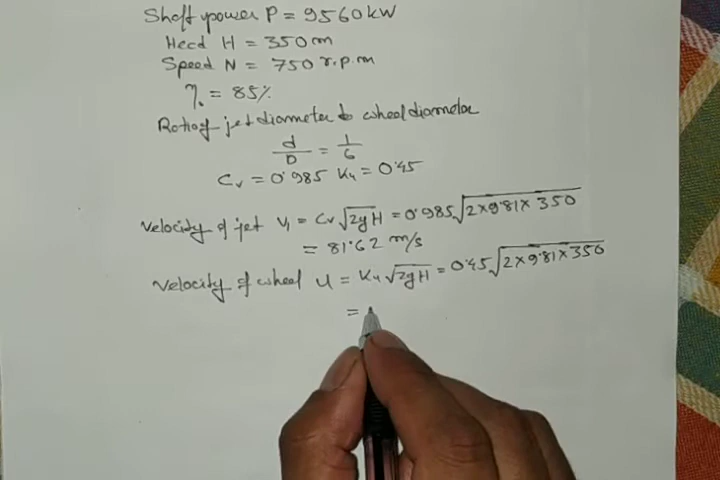 Shaft power P = 9560 kW
Head H = 350 m
Speed N = 750 r.p.m
η₀ = 85%
Ratio of jet diameter to wheel diameter
d/D = 1/6
Cv = 0.985 Ku = 0.45
Velocity of jet V₁ = Cv√2gH = 0.985√2×9.81×350
= 81.62 m/s
Velocity of wheel u = Ku√2gH = 0.45√2×9.81×350
=